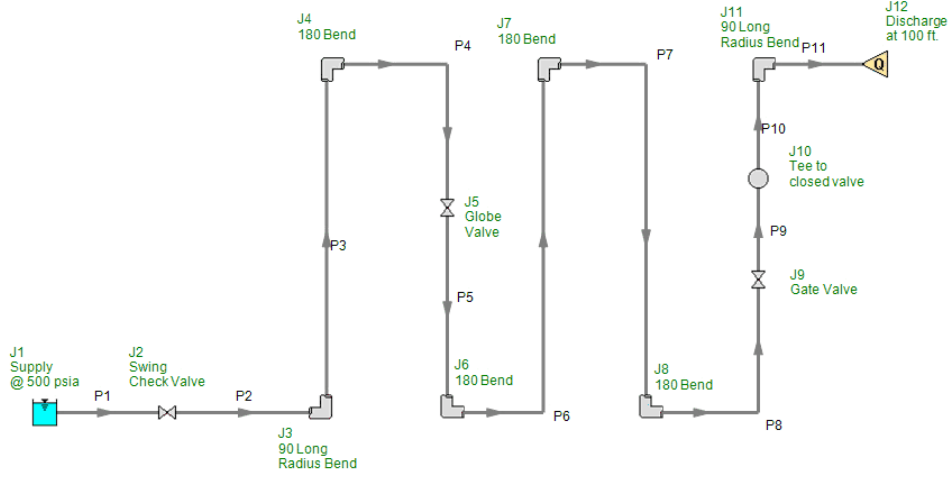 J4
180 Bend
P4
J7
180 Bend
P7
J11
90 Long
Radius Bend
P11
J12
Discharge
at 100 ft.
Q
P10
J10
Tee to
closed valve
J5
Globe
Valve
P3
P9
J9
Gate Valve
P5
J1
Supply
@ 500 psia
P1
J2
Swing
Check Valve
P2
J3
90 Long
Radius Bend
J6
180 Bend
P6
J8
180 Bend
P8